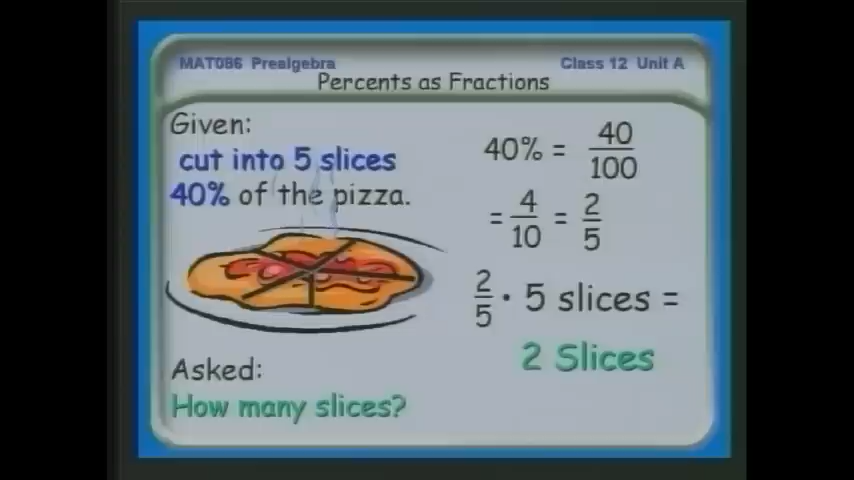 MAT086 Prealgebra
Class 12 Unit A
Percents as Fractions
Given:
cut into 5 slices
40% of the pizza.
40% = 40/100
= 4/10 = 2/5
2/5 · 5 slices =
2 Slices
Asked:
How many slices?